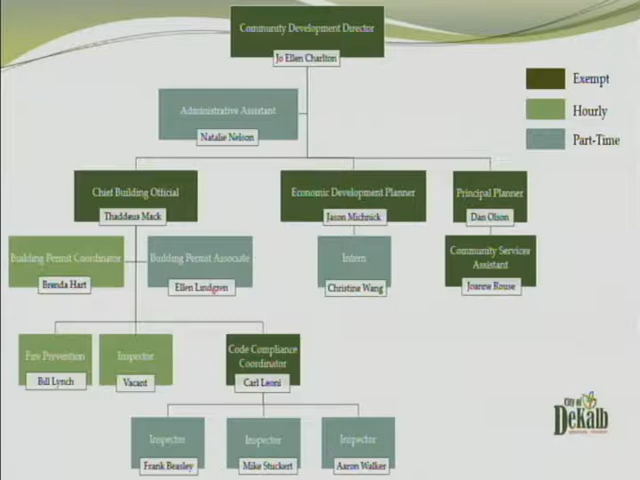 Community Development Director
Jo Ellen Charlton
Exempt
Hourly
Part-Time
Administrative Assistant
Natalie Nelson
Chief Building Official
Thaddeus Mack
Economic Development Planner
Jason Michnick
Principal Planner
Dan Olson
Building Permit Coordinator
Brenda Hart
Building Permit Associate
Ellen Lindgren
Intern
Christine Wang
Community Services
Assistant
Joanne Rouse
Fire Prevention
Bill Lynch
Inspector
Vacant
Code Compliance
Coordinator
Carl Leoni
Inspector
Frank Beasley
Inspector
Mike Stuckert
Inspector
Aaron Walker
City of
DeKalb